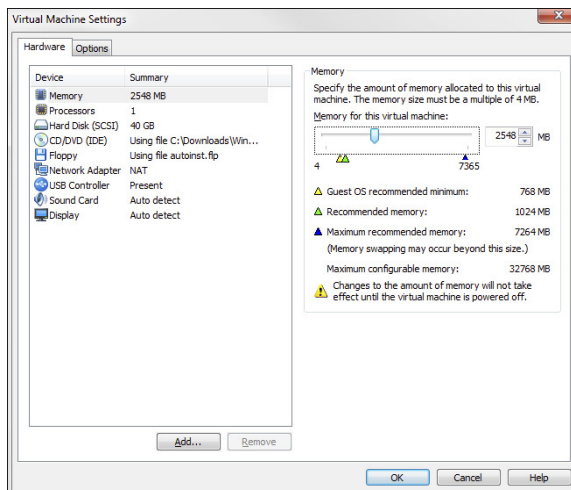 Virtual Machine Settings
Hardware
Options
Device Summary
Memory 2548 MB
Processors 1
Hard Disk (SCSI) 40 GB
CD/DVD (IDE) Using file C:\Downloads\Win...
Floppy Using file autoinst.flp
Network Adapter NAT
USB Controller Present
Sound Card Auto detect
Display Auto detect
Add...
Remove
Memory
Specify the amount of memory allocated to this virtual
machine. The memory size must be a multiple of 4 MB.
Memory for this virtual machine:
2548 MB
4 7365
Guest OS recommended minimum: 768 MB
Recommended memory: 1024 MB
Maximum recommended memory: 7264 MB
(Memory swapping may occur beyond this size.)
Maximum configurable memory: 32768 MB
Changes to the amount of memory will not take
effect until the virtual machine is powered off.
OK
Cancel
Help